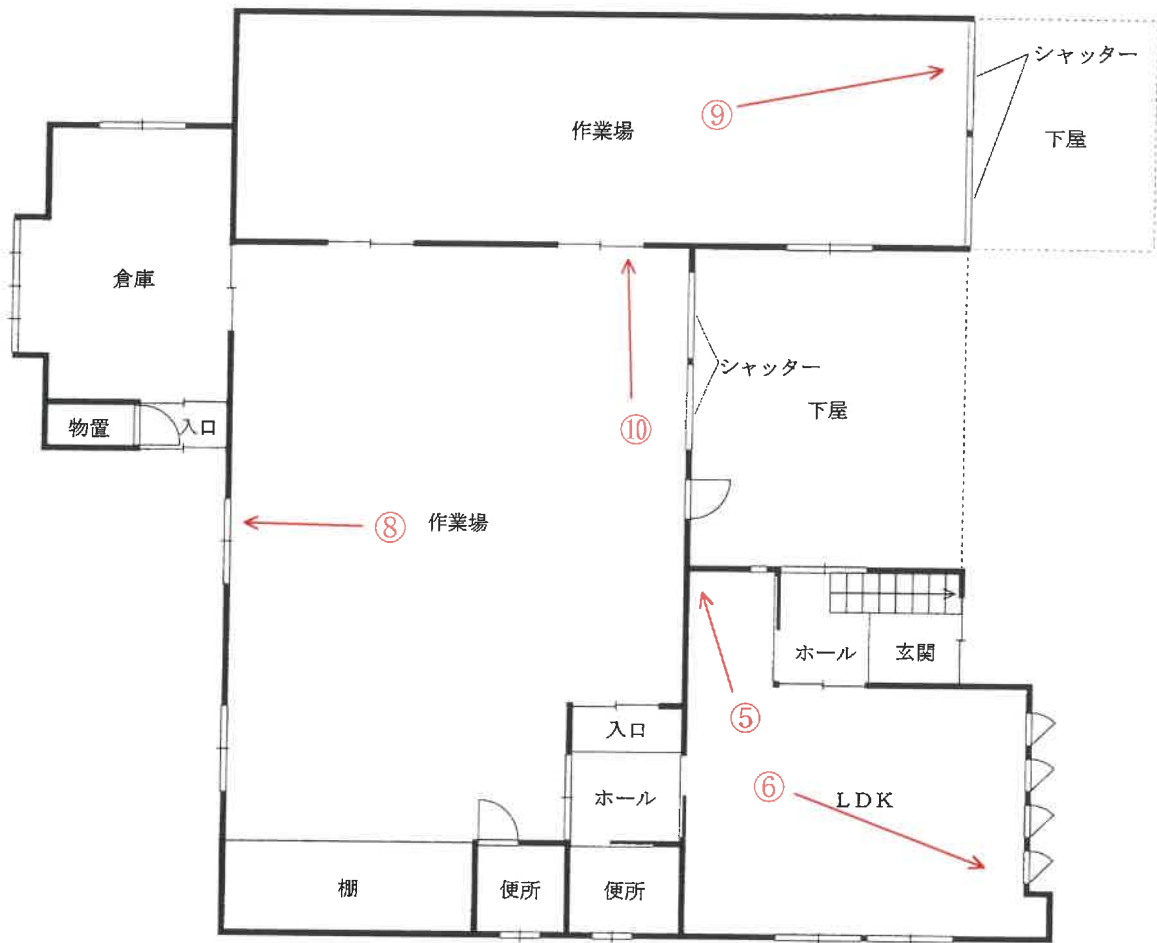 シャッター
⑨
作業場
下屋
倉庫
シャッター
下屋
⑩
物置
入口
⑧
作業場
ホール
玄関
⑤
入口
⑥
LDK
ホール
棚
便所
便所